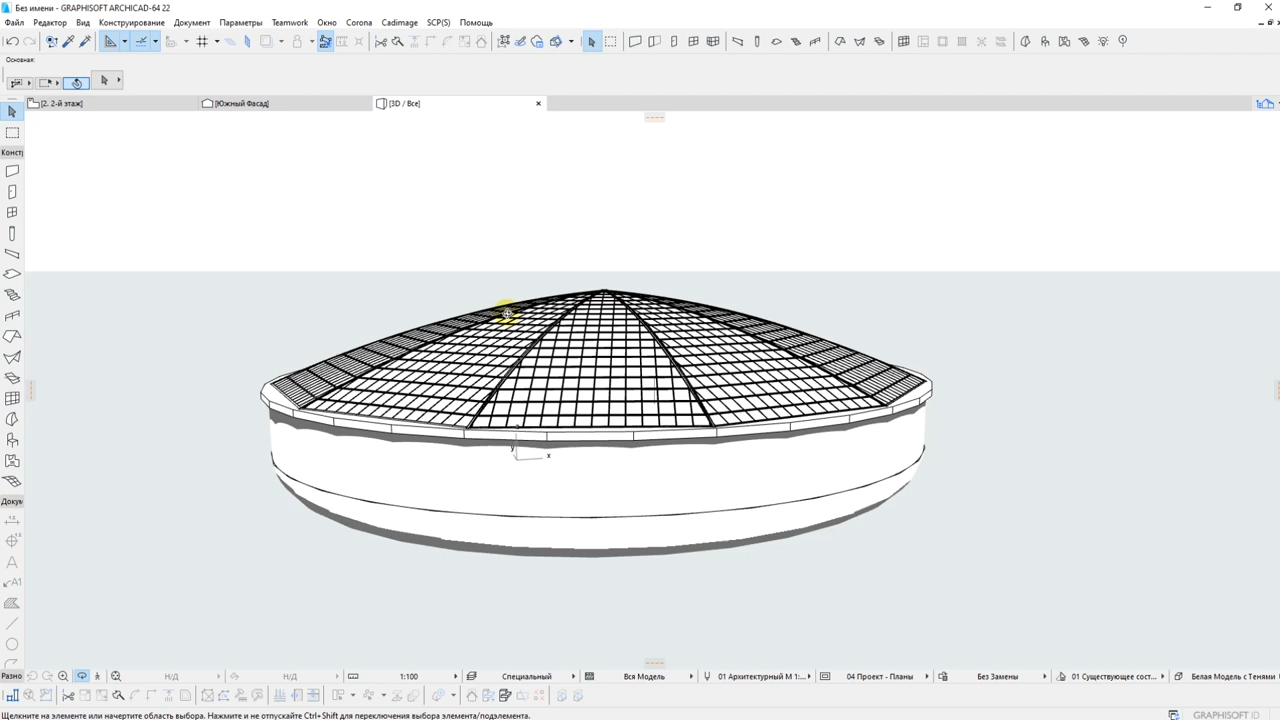 Без имени - GRAPHISOFT ARCHICAD-64 22
Файл Редактор Вид Конструирование Документ Параметры Teamwork Окно Corona Cadimage SCP(S) Помощь
Основная:
[2. 2-й этаж] [Южный Фасад] [3D / Все]
Конст
y
x
Докум
A1
Разно
Н/Д Н/Д 1:100 Специальный Вся Модель 01 Архитектурный М 1:... 04 Проект - Планы Без Замены 01 Существующее сост... Белая Модель с Тенями
Щелкните на элементе или начертите область выбора. Нажмите и не отпускайте Ctrl+Shift для переключения выбора элемента/подэлемента.
GRAPHISOFT ID